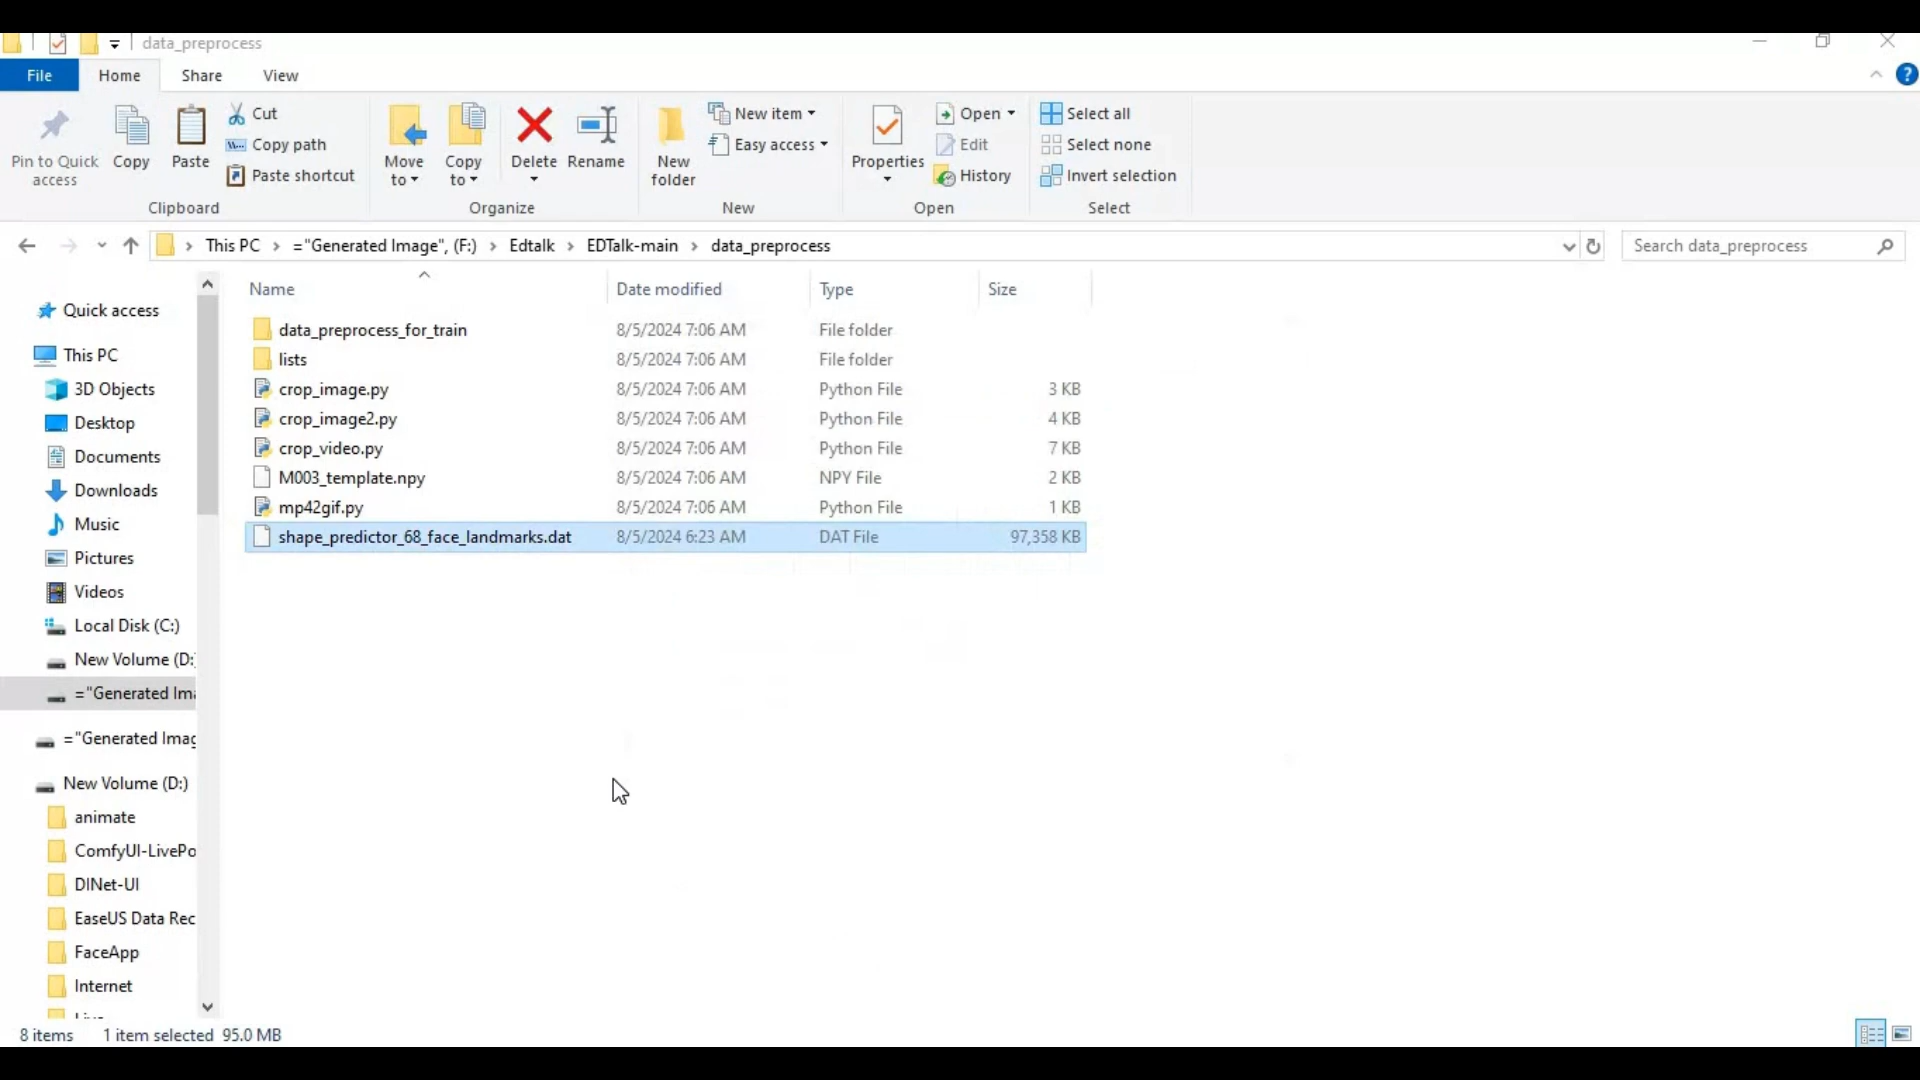 data_preprocess
File Home Share View
Pin to Quick access
Copy
Paste
Cut
Copy path
Paste shortcut
Clipboard
Move to
Copy to
Delete
Rename
Organize
New folder
New item
Easy access
New
Properties
Open
Edit
History
Open
Select all
Select none
Invert selection
Select
This PC > ="Generated Image", (F:) > Edtalk > EDTalk-main > data_preprocess
Search data_preprocess
Name Date modified Type Size
data_preprocess_for_train 8/5/2024 7:06 AM File folder
lists 8/5/2024 7:06 AM File folder
crop_image.py 8/5/2024 7:06 AM Python File 3 KB
crop_image2.py 8/5/2024 7:06 AM Python File 4 KB
crop_video.py 8/5/2024 7:06 AM Python File 7 KB
M003_template.npy 8/5/2024 7:06 AM NPY File 2 KB
mp42gif.py 8/5/2024 7:06 AM Python File 1 KB
shape_predictor_68_face_landmarks.dat 8/5/2024 6:23 AM DAT File 97,358 KB
Quick access
This PC
3D Objects
Desktop
Documents
Downloads
Music
Pictures
Videos
Local Disk (C:)
New Volume (D:
="Generated Ima
="Generated Imag
New Volume (D:)
animate
ComfyUI-LivePo
DINet-UI
EaseUS Data Rec
FaceApp
Internet
8 items 1 item selected 95.0 MB